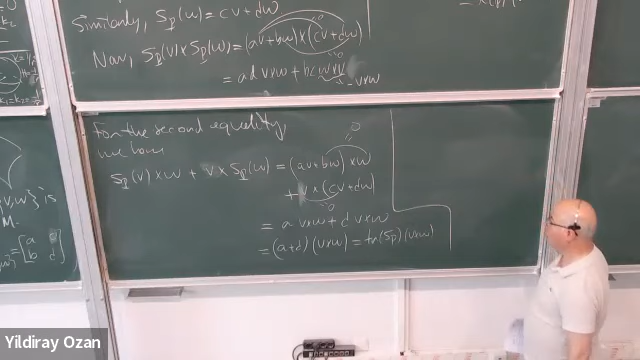 Similarly, S_p(w) = cv + dw
Now, S_p(v) × S_p(w) = (av + bw) × (cv + dw)
= ad v×w + bc w×v
- v×w
For the second equality
we have
S_p(v) × w + v × S_p(w) = (av + bw) × w
+ v × (cv + dw)
= a v×w + d v×w
= (a+d) (v×w) = tr(S_p) (v×w)
{v,w} is
M.
= [a c
b d]
Yildiray Ozan